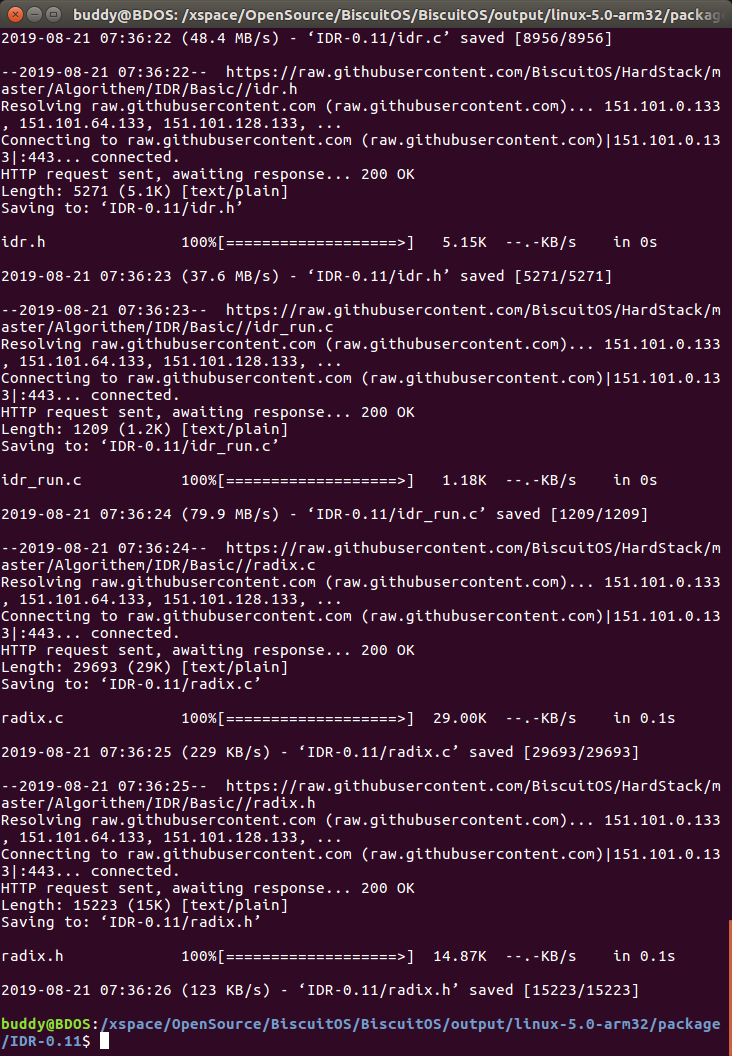 buddy@BDOS: /xspace/OpenSource/BiscuitOS/BiscuitOS/output/linux-5.0-arm32/package
2019-08-21 07:36:22 (48.4 MB/s) - ‘IDR-0.11/idr.c’ saved [8956/8956]
--2019-08-21 07:36:22--  https://raw.githubusercontent.com/BiscuitOS/HardStack/m
aster/Algorithem/IDR/Basic//idr.h
Resolving raw.githubusercontent.com (raw.githubusercontent.com)... 151.101.0.133
, 151.101.64.133, 151.101.128.133, ...
Connecting to raw.githubusercontent.com (raw.githubusercontent.com)|151.101.0.13
3|:443... connected.
HTTP request sent, awaiting response... 200 OK
Length: 5271 (5.1K) [text/plain]
Saving to: ‘IDR-0.11/idr.h’
idr.h               100%[===================>]   5.15K  --.-KB/s    in 0s
2019-08-21 07:36:23 (37.6 MB/s) - ‘IDR-0.11/idr.h’ saved [5271/5271]
--2019-08-21 07:36:23--  https://raw.githubusercontent.com/BiscuitOS/HardStack/m
aster/Algorithem/IDR/Basic//idr_run.c
Resolving raw.githubusercontent.com (raw.githubusercontent.com)... 151.101.0.133
, 151.101.64.133, 151.101.128.133, ...
Connecting to raw.githubusercontent.com (raw.githubusercontent.com)|151.101.0.13
3|:443... connected.
HTTP request sent, awaiting response... 200 OK
Length: 1209 (1.2K) [text/plain]
Saving to: ‘IDR-0.11/idr_run.c’
idr_run.c           100%[===================>]   1.18K  --.-KB/s    in 0s
2019-08-21 07:36:24 (79.9 MB/s) - ‘IDR-0.11/idr_run.c’ saved [1209/1209]
--2019-08-21 07:36:24--  https://raw.githubusercontent.com/BiscuitOS/HardStack/m
aster/Algorithem/IDR/Basic//radix.c
Resolving raw.githubusercontent.com (raw.githubusercontent.com)... 151.101.0.133
, 151.101.64.133, 151.101.128.133, ...
Connecting to raw.githubusercontent.com (raw.githubusercontent.com)|151.101.0.13
3|:443... connected.
HTTP request sent, awaiting response... 200 OK
Length: 29693 (29K) [text/plain]
Saving to: ‘IDR-0.11/radix.c’
radix.c             100%[===================>]  29.00K  --.-KB/s    in 0.1s
2019-08-21 07:36:25 (229 KB/s) - ‘IDR-0.11/radix.c’ saved [29693/29693]
--2019-08-21 07:36:25--  https://raw.githubusercontent.com/BiscuitOS/HardStack/m
aster/Algorithem/IDR/Basic//radix.h
Resolving raw.githubusercontent.com (raw.githubusercontent.com)... 151.101.0.133
, 151.101.64.133, 151.101.128.133, ...
Connecting to raw.githubusercontent.com (raw.githubusercontent.com)|151.101.0.13
3|:443... connected.
HTTP request sent, awaiting response... 200 OK
Length: 15223 (15K) [text/plain]
Saving to: ‘IDR-0.11/radix.h’
radix.h             100%[===================>]  14.87K  --.-KB/s    in 0.1s
2019-08-21 07:36:26 (123 KB/s) - ‘IDR-0.11/radix.h’ saved [15223/15223]
buddy@BDOS:/xspace/OpenSource/BiscuitOS/BiscuitOS/output/linux-5.0-arm32/package
/IDR-0.11$